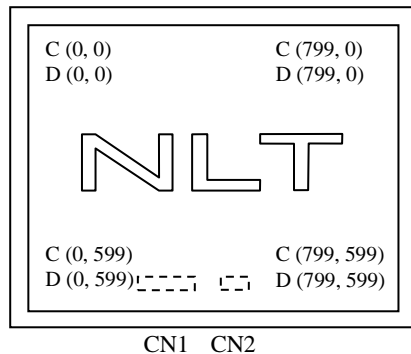 C (0, 0) C (799, 0)
D (0, 0) D (799, 0)
NLT
C (0, 599) C (799, 599)
D (0, 599) D (799, 599)
CN1 CN2